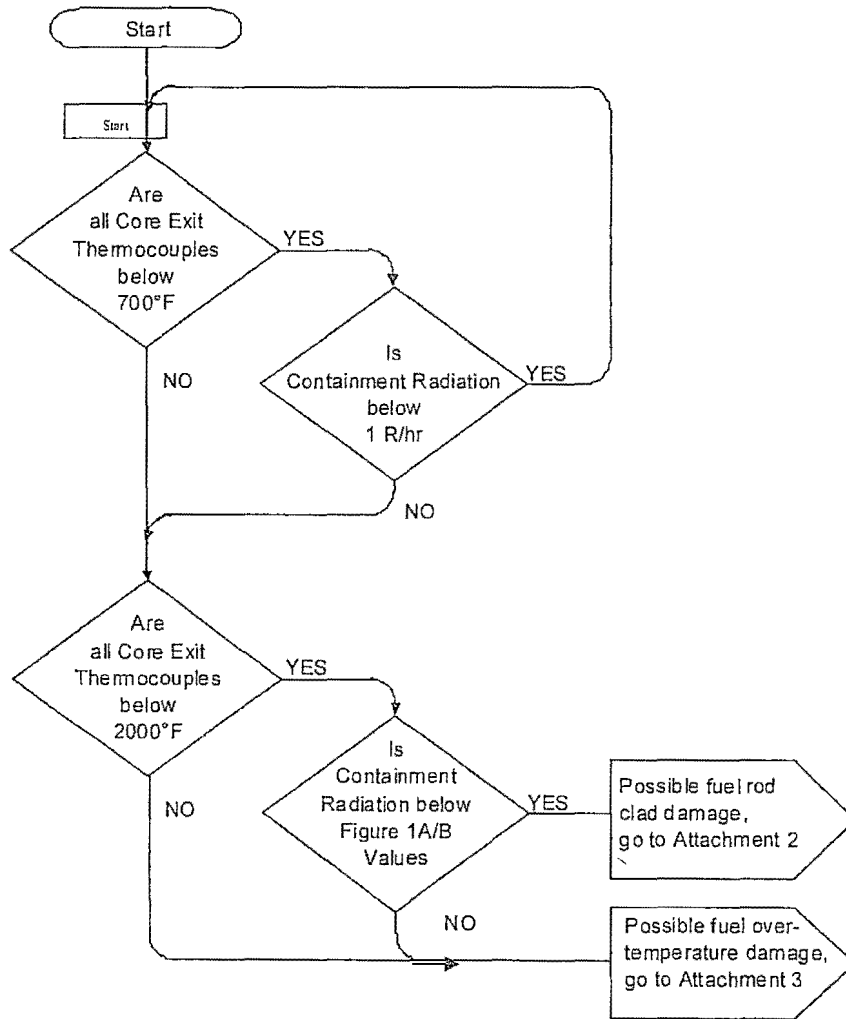 Start
Start
Are
all Core Exit
Thermocouples
below
700°F
YES
NO
Is
Containment Radiation
below
1 R/hr
YES
NO
Are
all Core Exit
Thermocouples
below
2000°F
YES
NO
Is
Containment
Radiation below
Figure 1A/B
Values
YES
NO
Possible fuel rod
clad damage,
go to Attachment 2
Possible fuel over-
temperature damage,
go to Attachment 3